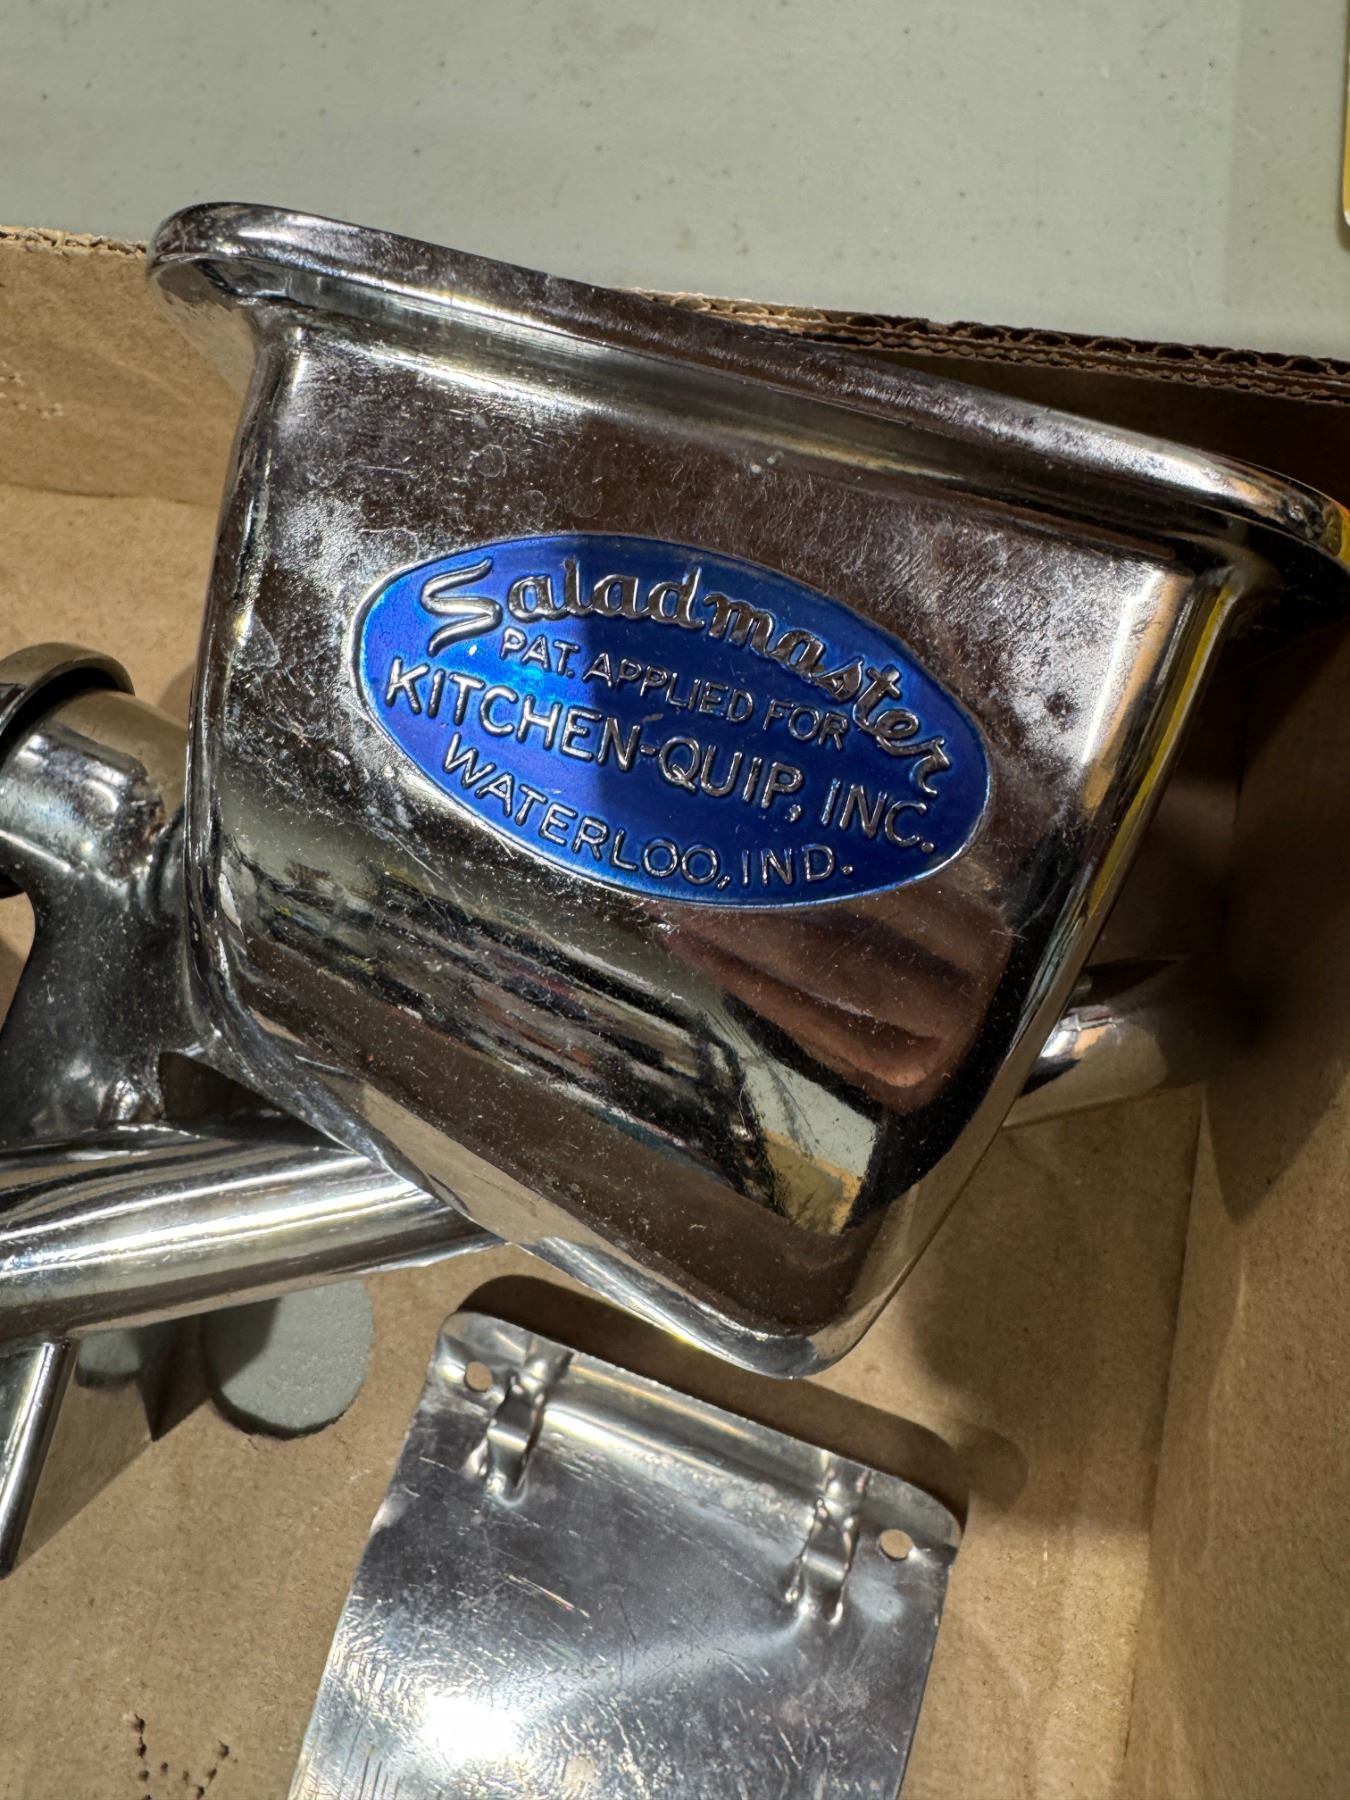 Saladmaster
PAT. APPLIED FOR
KITCHEN-QUIP, INC.
WATERLOO, IND.